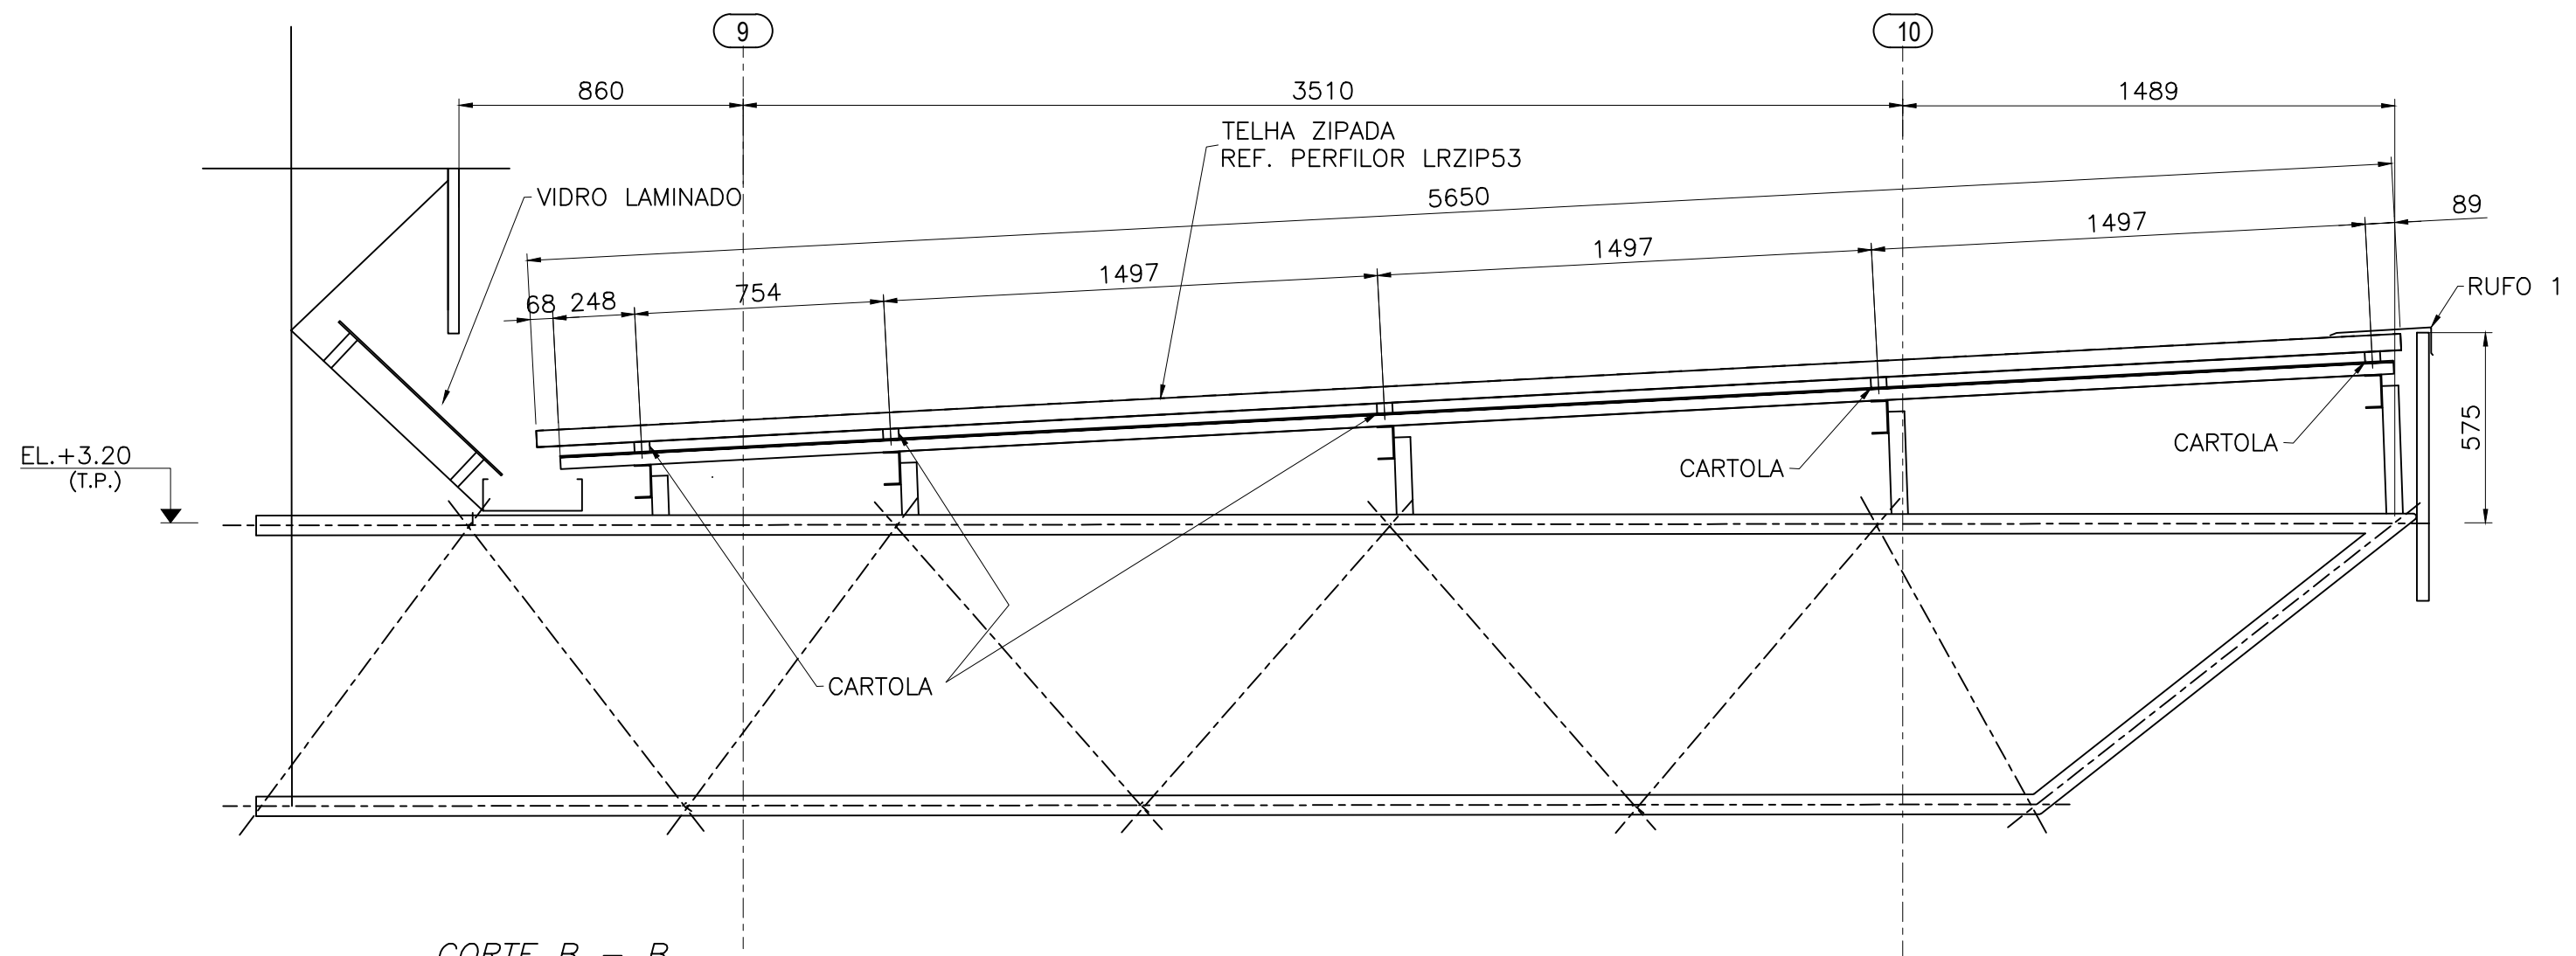 9
10
860
3510
1489
TELHA ZIPADA
REF. PERFILOR LRZIP53
VIDRO LAMINADO
5650
89
1497
1497
1497
754
248
68
RUFO 1
575
CARTOLA
CARTOLA
EL.+3.20
(T.P.)
CARTOLA
CORTE B - B